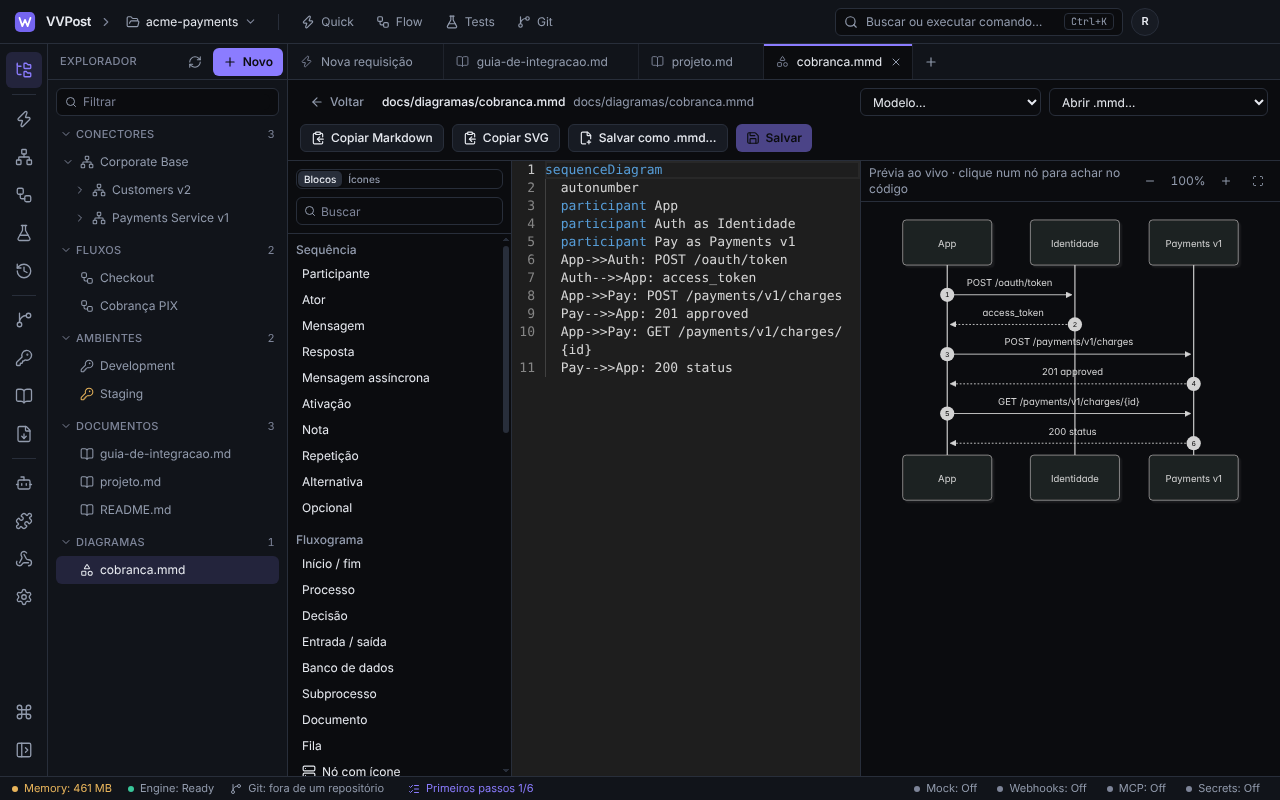 W VVPost acme-payments Quick Flow Tests Git Buscar ou executar comando... Ctrl+K R
EXPLORADOR Novo
Nova requisição guia-de-integracao.md projeto.md cobranca.mmd
Filtrar
CONECTORES 3
Corporate Base
Customers v2
Payments Service v1
FLUXOS 2
Checkout
Cobrança PIX
AMBIENTES 2
Development
Staging
DOCUMENTOS 3
guia-de-integracao.md
projeto.md
README.md
DIAGRAMAS 1
cobranca.mmd
Voltar docs/diagramas/cobranca.mmd docs/diagramas/cobranca.mmd Modelo... Abrir .mmd...
Copiar Markdown Copiar SVG Salvar como .mmd... Salvar
Blocos Ícones
Buscar
Sequência
Participante
Ator
Mensagem
Resposta
Mensagem assíncrona
Ativação
Nota
Repetição
Alternativa
Opcional
Fluxograma
Início / fim
Processo
Decisão
Entrada / saída
Banco de dados
Subprocesso
Documento
Fila
Nó com ícone
1 sequenceDiagram
2 autonumber
3 participant App
4 participant Auth as Identidade
5 participant Pay as Payments v1
6 App->>Auth: POST /oauth/token
7 Auth-->>App: access_token
8 App->>Pay: POST /payments/v1/charges
9 Pay-->>App: 201 approved
10 App->>Pay: GET /payments/v1/charges/
{id}
11 Pay-->>App: 200 status
Prévia ao vivo · clique num nó para achar no
código
100%
App Identidade Payments v1
POST /oauth/token
1
access_token
2
POST /payments/v1/charges
3
201 approved
4
GET /payments/v1/charges/{id}
5
200 status
6
App Identidade Payments v1
Memory: 461 MB Engine: Ready Git: fora de um repositório Primeiros passos 1/6 Mock: Off Webhooks: Off MCP: Off Secrets: Off